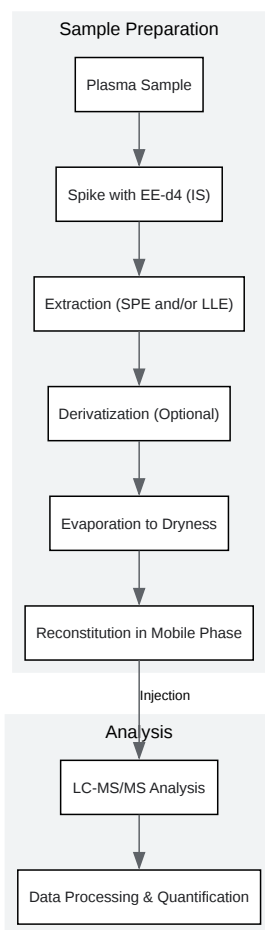 Sample Preparation
Plasma Sample
Spike with EE-d4 (IS)
Extraction (SPE and/or LLE)
Derivatization (Optional)
Evaporation to Dryness
Reconstitution in Mobile Phase
Injection
Analysis
LC-MS/MS Analysis
Data Processing & Quantification